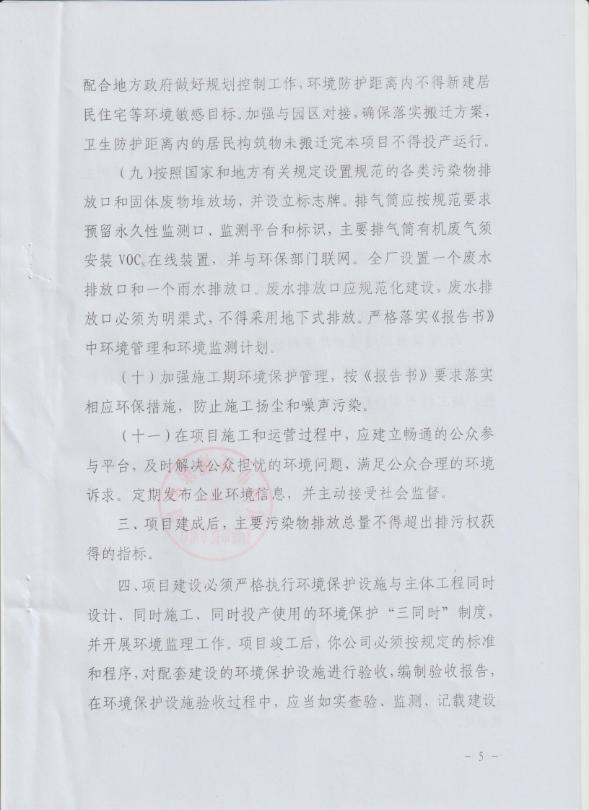 配合地方政府做好规划控制工作,环境防护距离内不得新建居
民住宅等环境敏感目标。加强与园区对接,确保落实搬迁方案,
卫生防护距离内的居民构筑物未搬迁完本项目不得投产运行。
（九）按照国家和地方有关规定设置规范的各类污染物排
放口和固体废物堆放场，并设立标志牌。排气筒应按规范要求
预留永久性监测口、监测平台和标识，主要排气筒有机废气须
安装 VOCs在线装置，并与环保部门联网。全厂设置一个废水
排放口和一个雨水排放口。废水排放口应规范化建设，废水排
放口必须为明渠式,不得采用地下式排放。严格落实《报告书》
中环境管理和环境监测计划。
（十）加强施工期环境保护管理，按《报告书》要求落实
相应环保措施，防止施工扬尘和噪声污染。
（十一）在项目施工和运营过程中，应建立畅通的公众参
与平台，及时解决公众担忧的环境问题，满足公众合理的环境
诉求。定期发布企业环境信息，并主动接受社会监督。
三、项目建成后，主要污染物排放总量不得超出排污权获
得的指标。
四、项目建设必须严格执行环境保护设施与主体工程同时
设计、同时施工、同时投产使用的环境保护“三同时”制度，
并开展环境监理工作。项目竣工后，你公司必须按规定的标准
和程序,对配套建设的环境保护设施进行验收,编制验收报告，
在环境保护设施验收过程中，应当如实查验、监测、记载建设
- 5 -